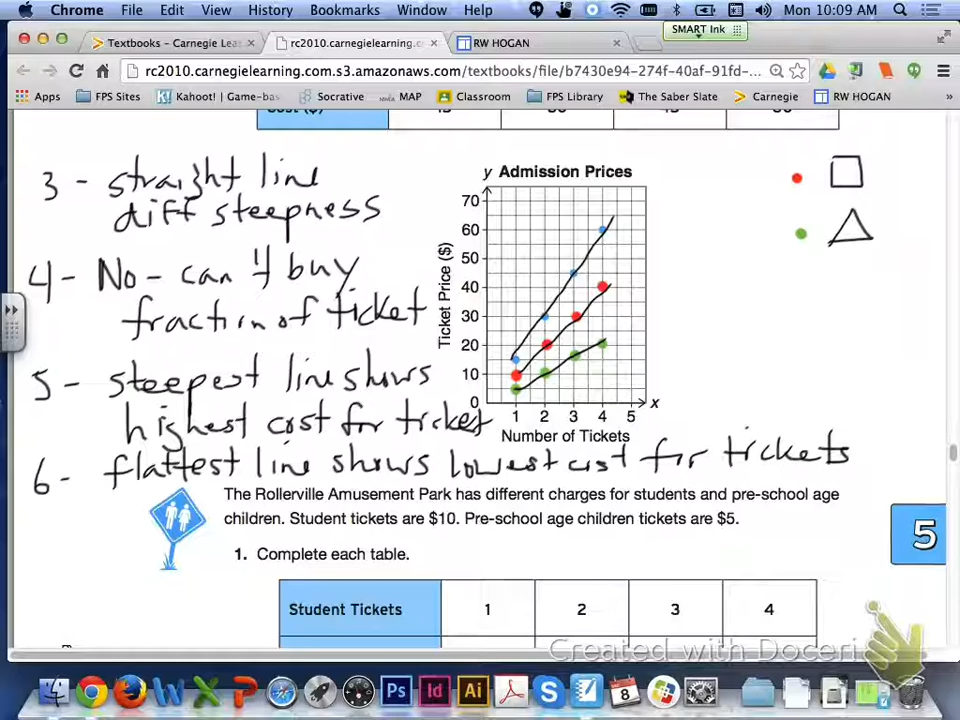 Chrome File Edit View History Bookmarks Window Help Mon 10:09 AM
SMART Ink
Textbooks – Carnegie Lea
rc2010.carnegielearning.com.
RW HOGAN
rc2010.carnegielearning.com.s3.amazonaws.com/textbooks/file/b7430e94-274f-40af-91fd-...
Apps FPS Sites Kahoot! | Game-bas Socrative MAP Classroom FPS Library The Saber Slate Carnegie RW HOGAN »
3 - straight line
diff steepness
4 - No - can't buy
fraction of ticket
5 - steepest line shows
highest cost for ticket
6 - flattest line shows lowest cost for tickets
y Admission Prices
Ticket Price ($)
70
60
50
40
30
20
10
0
1 2 3 4 5 x
Number of Tickets
The Rollerville Amusement Park has different charges for students and pre-school age
children. Student tickets are $10. Pre-school age children tickets are $5.
5
1. Complete each table.
Student Tickets 1 2 3 4
Created with Doceri
Ps Id Ai 8